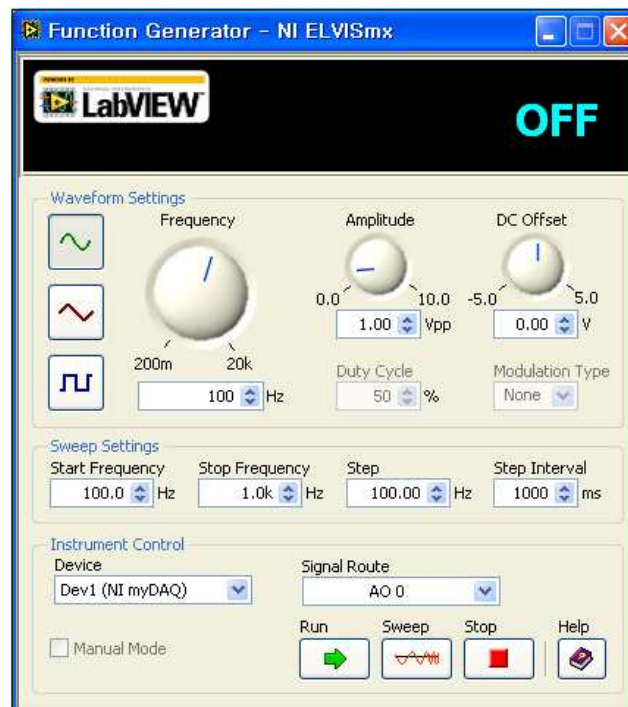 Function Generator - NI ELVISmx
LabVIEW
OFF
Waveform Settings
Frequency
Amplitude
DC Offset
0.0
10.0
-5.0
5.0
1.00 Vpp
0.00 V
200m
20k
Duty Cycle
Modulation Type
100 Hz
50 %
None
Sweep Settings
Start Frequency
Stop Frequency
Step
Step Interval
100.0 Hz
1.0k Hz
100.00 Hz
1000 ms
Instrument Control
Device
Signal Route
Dev1 (NI myDAQ)
AO 0
Run
Sweep
Stop
Help
Manual Mode